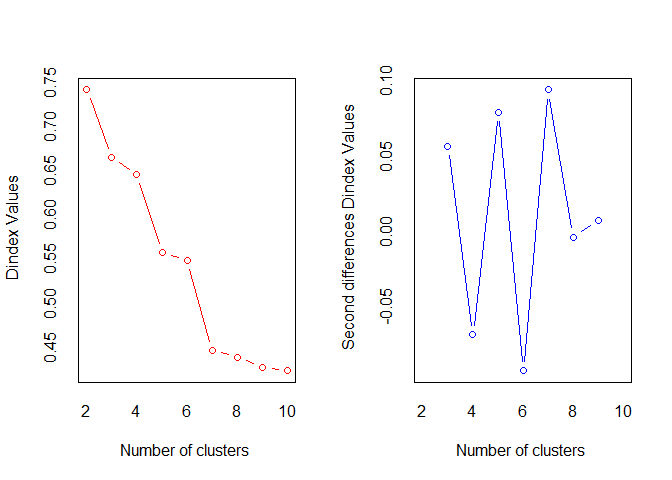 Dindex Values
0.75
0.70
0.65
0.60
0.55
0.50
0.45
2 4 6 8 10
Number of clusters
Second differences Dindex Values
0.10
0.05
0.00
-0.05
2 4 6 8 10
Number of clusters